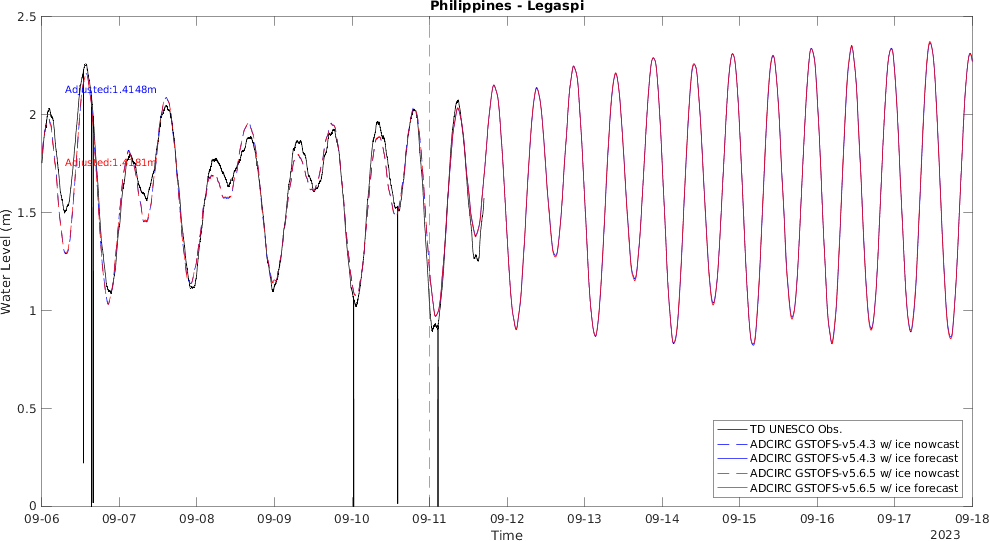 Philippines - Legaspi
2.5
2
1.5
1
0.5
0
Water Level (m)
Adjusted:1.4148m
Adjusted:1.4181m
TD UNESCO Obs.
ADCIRC GSTOFS-v5.4.3 w/ ice nowcast
ADCIRC GSTOFS-v5.4.3 w/ ice forecast
ADCIRC GSTOFS-v5.6.5 w/ ice nowcast
ADCIRC GSTOFS-v5.6.5 w/ ice forecast
09-06 09-07 09-08 09-09 09-10 09-11 09-12 09-13 09-14 09-15 09-16 09-17 09-18
Time
2023